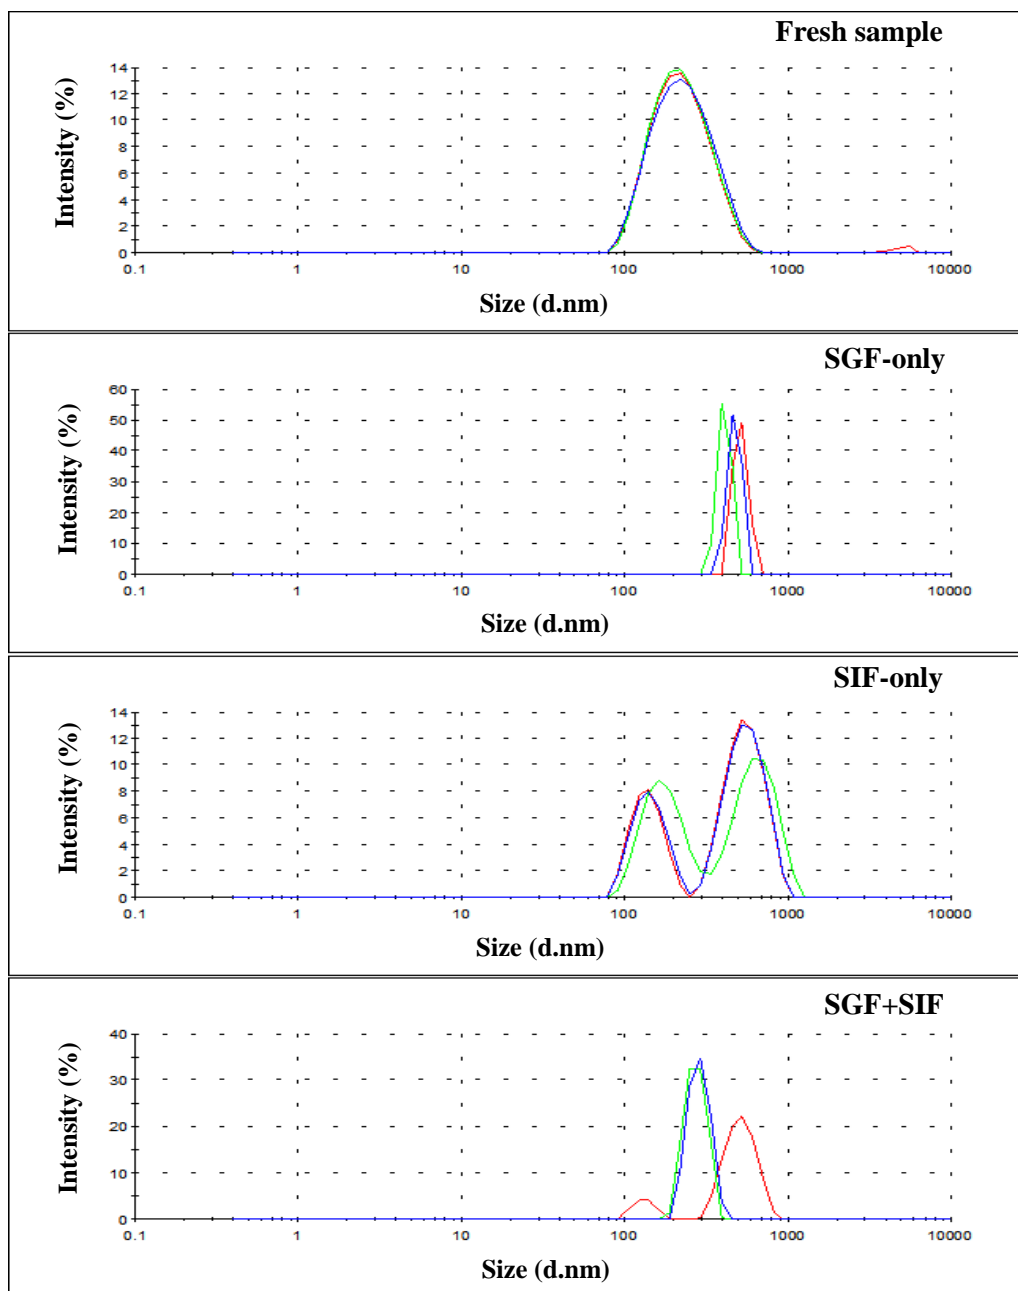 Fresh sample
Intensity (%)
14
12
10
8
6
4
2
0
0.1 1 10 100 1000 10000
Size (d.nm)
SGF-only
Intensity (%)
60
50
40
30
20
10
0
0.1 1 10 100 1000 10000
Size (d.nm)
SIF-only
Intensity (%)
14
12
10
8
6
4
2
0
0.1 1 10 100 1000 10000
Size (d.nm)
SGF+SIF
Intensity (%)
40
30
20
10
0
0.1 1 10 100 1000 10000
Size (d.nm)